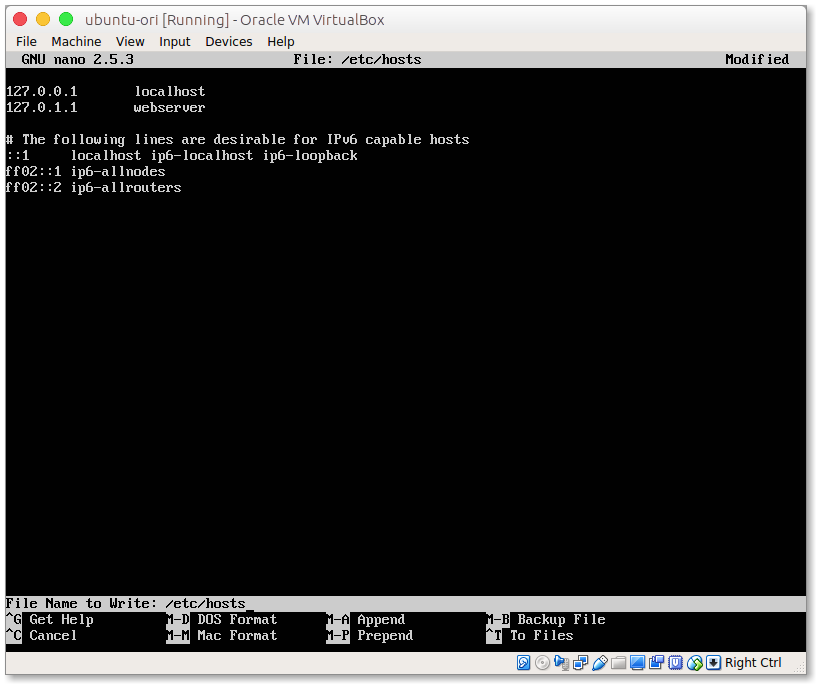 ubuntu-ori [Running] - Oracle VM VirtualBox
File Machine View Input Devices Help
GNU nano 2.5.3 File: /etc/hosts Modified
127.0.0.1 localhost
127.0.1.1 webserver
# The following lines are desirable for IPv6 capable hosts
::1 localhost ip6-localhost ip6-loopback
ff02::1 ip6-allnodes
ff02::2 ip6-allrouters
File Name to Write: /etc/hosts_
^G Get Help M-D DOS Format M-A Append M-B Backup File
^C Cancel M-M Mac Format M-P Prepend ^T To Files
Right Ctrl